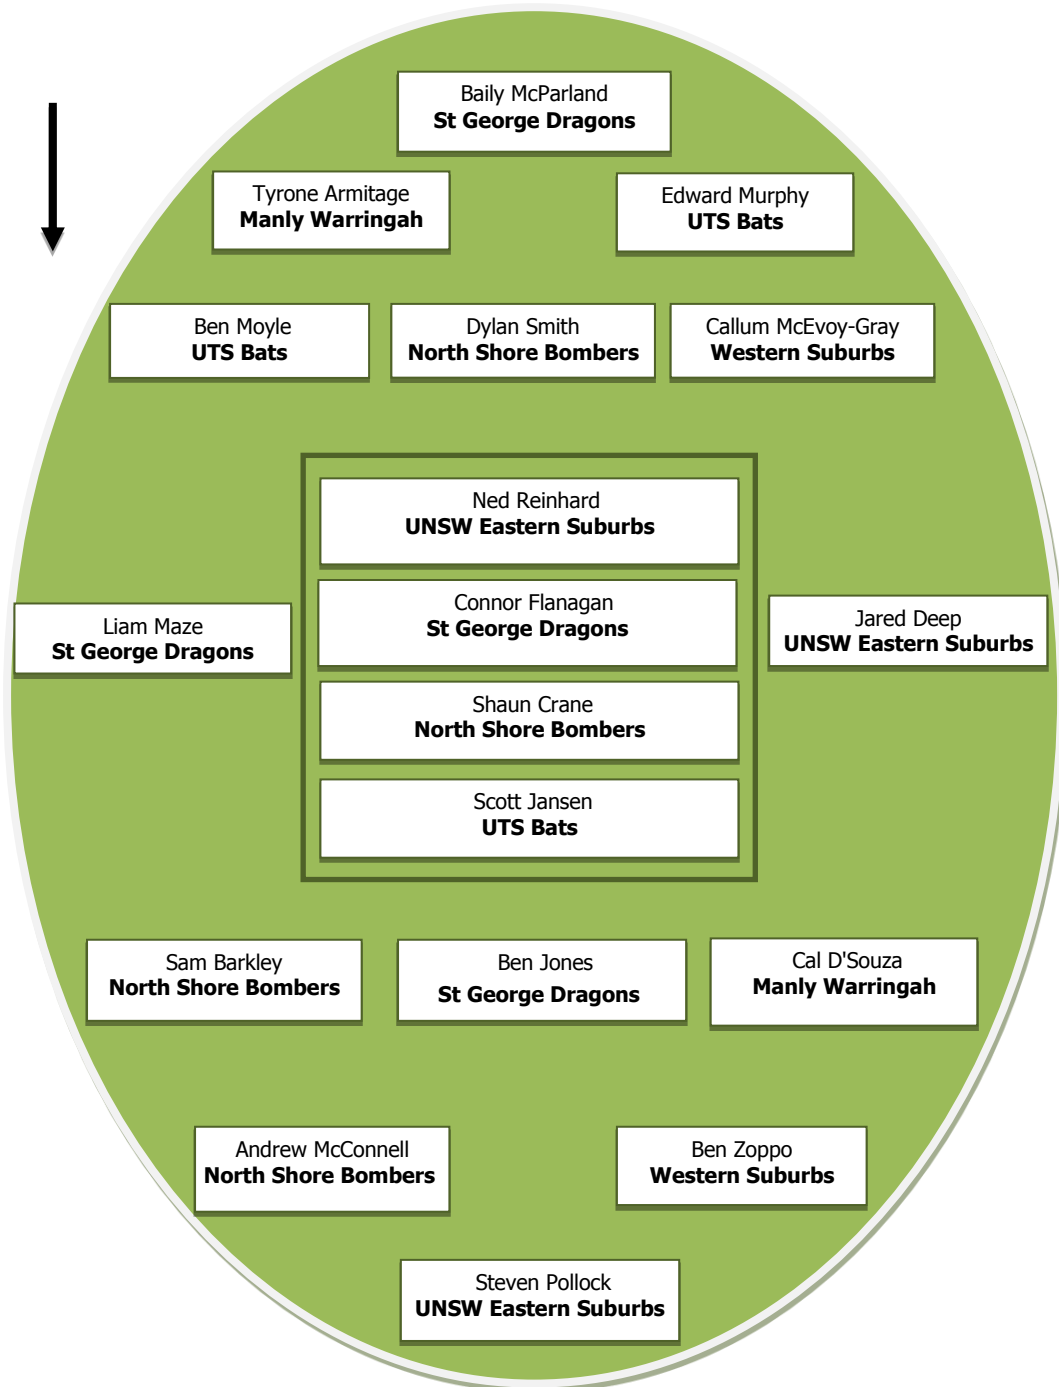 Baily McParland
St George Dragons
Tyrone Armitage
Manly Warringah
Edward Murphy
UTS Bats
Ben Moyle
UTS Bats
Dylan Smith
North Shore Bombers
Callum McEvoy-Gray
Western Suburbs
Ned Reinhard
UNSW Eastern Suburbs
Connor Flanagan
St George Dragons
Liam Maze
St George Dragons
Jared Deep
UNSW Eastern Suburbs
Shaun Crane
North Shore Bombers
Scott Jansen
UTS Bats
Sam Barkley
North Shore Bombers
Ben Jones
St George Dragons
Cal D'Souza
Manly Warringah
Andrew McConnell
North Shore Bombers
Ben Zoppo
Western Suburbs
Steven Pollock
UNSW Eastern Suburbs